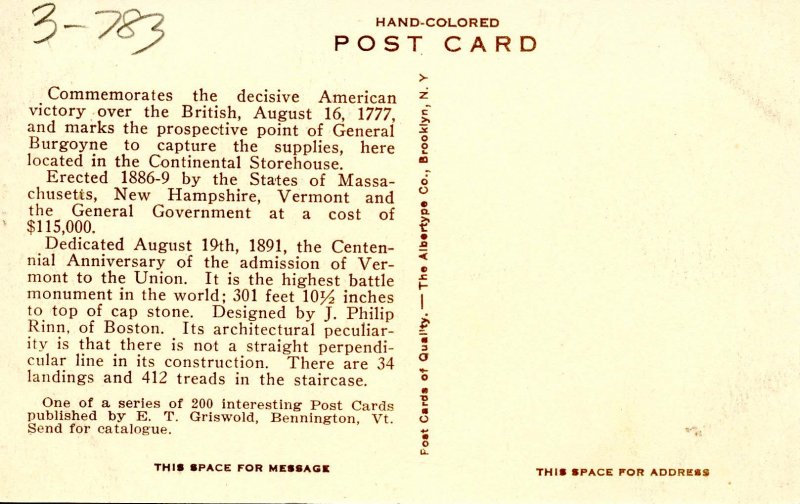 3-783
HAND-COLORED
POST CARD
Commemorates the decisive American
victory over the British, August 16, 1777,
and marks the prospective point of General
Burgoyne to capture the supplies, here
located in the Continental Storehouse.
Erected 1886-9 by the States of Massa-
chusetts, New Hampshire, Vermont and
the General Government at a cost of
$115,000.
Dedicated August 19th, 1891, the Centen-
nial Anniversary of the admission of Ver-
mont to the Union. It is the highest battle
monument in the world; 301 feet 10½ inches
to top of cap stone. Designed by J. Philip
Rinn, of Boston. Its architectural peculiar-
ity is that there is not a straight perpendi-
cular line in its construction. There are 34
landings and 412 treads in the staircase.
One of a series of 200 interesting Post Cards
published by E. T. Griswold, Bennington, Vt.
Send for catalogue.
THIS SPACE FOR MESSAGE
Post Cards of Quality. — The Albertype Co., Brooklyn, N. Y
THIS SPACE FOR ADDRESS